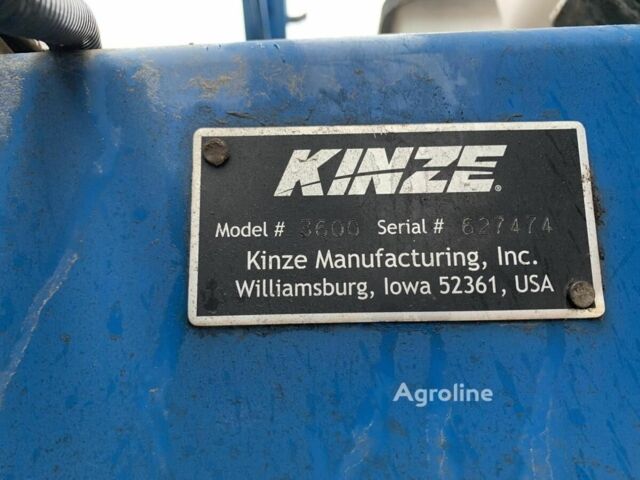 KINZE®
Model # 3600 Serial # 627474
Kinze Manufacturing, Inc.
Williamsburg, Iowa 52361, USA
Agroline